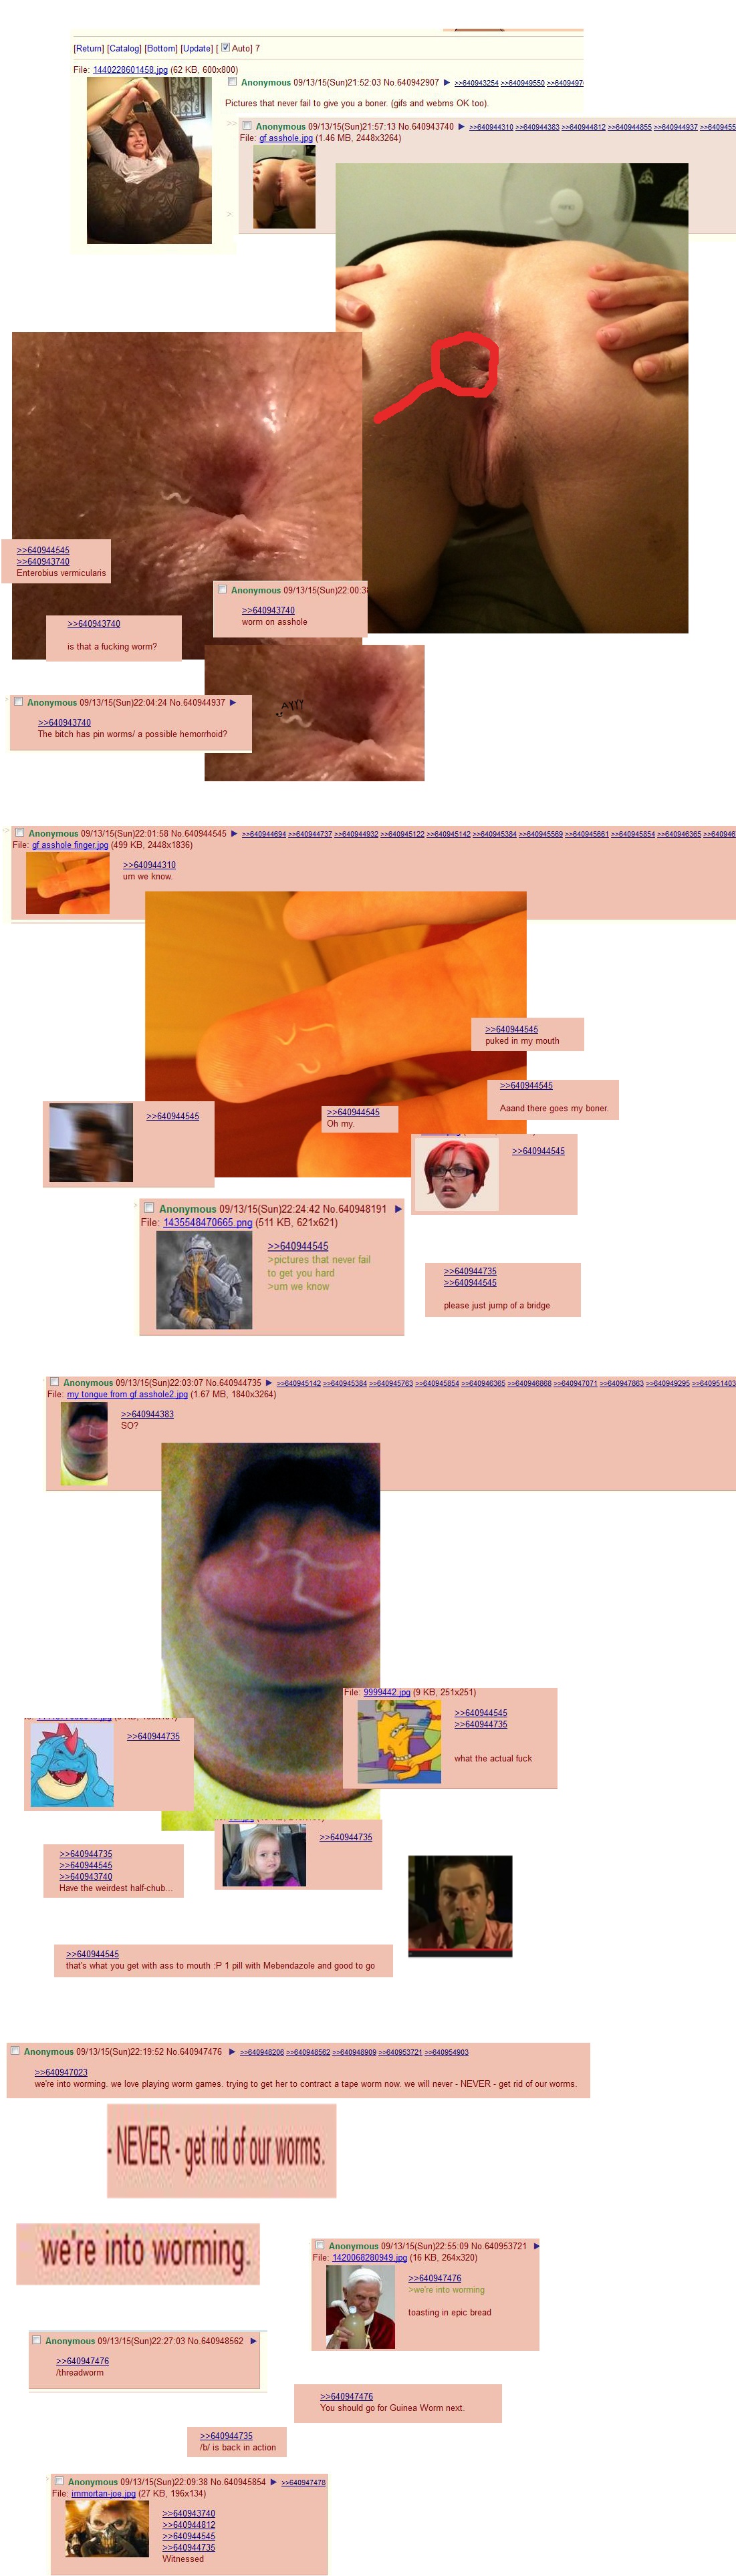 [Return] [Catalog] [Bottom] [Update] [ Auto] 7
File: 1440228601458.jpg (62 KB, 600x800)
Anonymous 09/13/15(Sun)21:52:03 No.640942907 ▶ >>640943254 >>640949550 >>64094976
Pictures that never fail to give you a boner. (gifs and webms OK too).
>>
Anonymous 09/13/15(Sun)21:57:13 No.640943740 ▶ >>640944310 >>640944383 >>640944812 >>640944855 >>640944937 >>6409455
File: gf asshole.jpg (1.46 MB, 2448x3264)
>>640944545
>>640943740
Enterobius vermicularis
Anonymous 09/13/15(Sun)22:00:3
>>640943740
worm on asshole
>>640943740
is that a fucking worm?
AYYY
Anonymous 09/13/15(Sun)22:04:24 No.640944937 ▶
>>640943740
The bitch has pin worms/ a possible hemorrhoid?
Anonymous 09/13/15(Sun)22:01:58 No.640944545 ▶ >>640944694 >>640944737 >>640944932 >>640945122 >>640945142 >>640945384 >>640945569 >>640945661 >>640945854 >>640946365 >>640946
File: gf asshole finger.jpg (499 KB, 2448x1836)
>>640944310
um we know.
>>640944545
puked in my mouth
>>640944545
Aaand there goes my boner.
>>640944545
>>640944545
Oh my.
>>640944545
Anonymous 09/13/15(Sun)22:24:42 No.640948191 ▶
File: 1435548470665.png (511 KB, 621x621)
>>640944545
>pictures that never fail
to get you hard
>um we know
>>640944735
>>640944545
please just jump of a bridge
Anonymous 09/13/15(Sun)22:03:07 No.640944735 ▶ >>640945142 >>640945384 >>640945763 >>640945854 >>640946365 >>640946868 >>640947071 >>640947863 >>640949295 >>640951403
File: my tongue from gf asshole2.jpg (1.67 MB, 1840x3264)
>>640944383
SO?
File: 9999442.jpg (9 KB, 251x251)
>>640944545
>>640944735
what the actual fuck
>>640944735
>>640944735
>>640944735
>>640944545
>>640943740
Have the weirdest half-chub...
>>640944545
that's what you get with ass to mouth :P 1 pill with Mebendazole and good to go
Anonymous 09/13/15(Sun)22:19:52 No.640947476 ▶ >>640948206 >>640948562 >>640948909 >>640953721 >>640954903
>>640947023
we're into worming. we love playing worm games. trying to get her to contract a tape worm now. we will never - NEVER - get rid of our worms.
- NEVER - get rid of our worms.
we're into worming.
Anonymous 09/13/15(Sun)22:55:09 No.640953721 ▶
File: 1420068280949.jpg (16 KB, 264x320)
>>640947476
>we're into worming
toasting in epic bread
Anonymous 09/13/15(Sun)22:27:03 No.640948562 ▶
>>640947476
/threadworm
>>640947476
You should go for Guinea Worm next.
>>640944735
/b/ is back in action
Anonymous 09/13/15(Sun)22:09:38 No.640945854 ▶ >>640947478
File: immortan-joe.jpg (27 KB, 196x134)
>>640943740
>>640944812
>>640944545
>>640944735
Witnessed